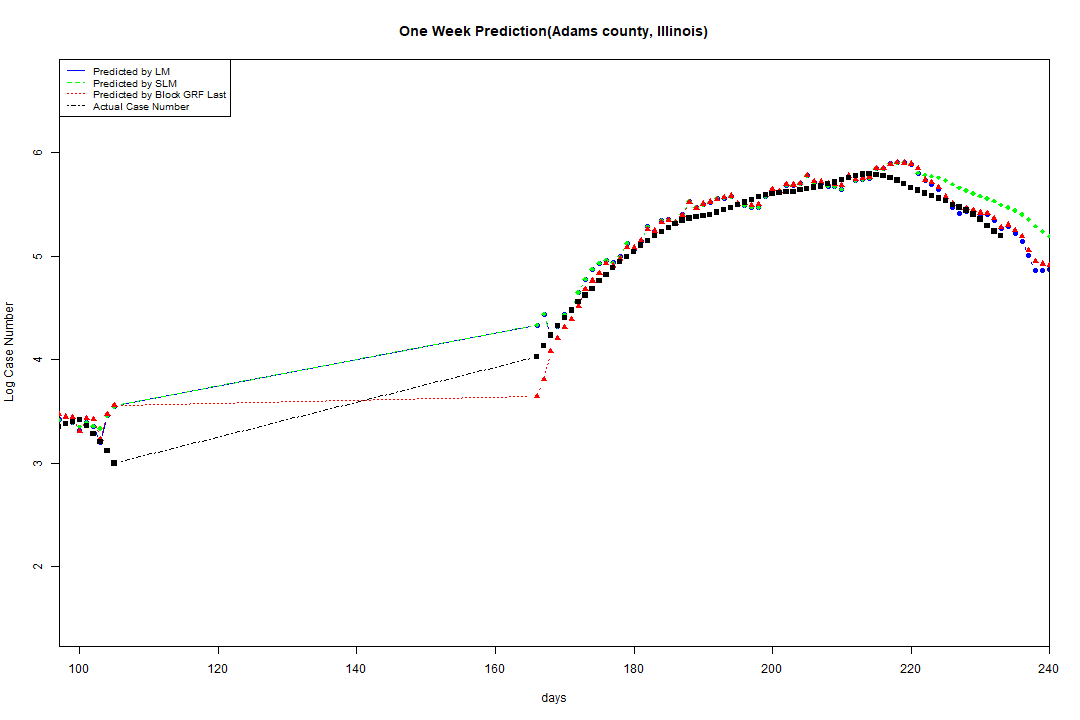 One Week Prediction(Adams county, Illinois)
Predicted by LM
Predicted by SLM
Predicted by Block GRF Last
Actual Case Number
6
5
4
3
2
Log Case Number
100 120 140 160 180 200 220 240
days